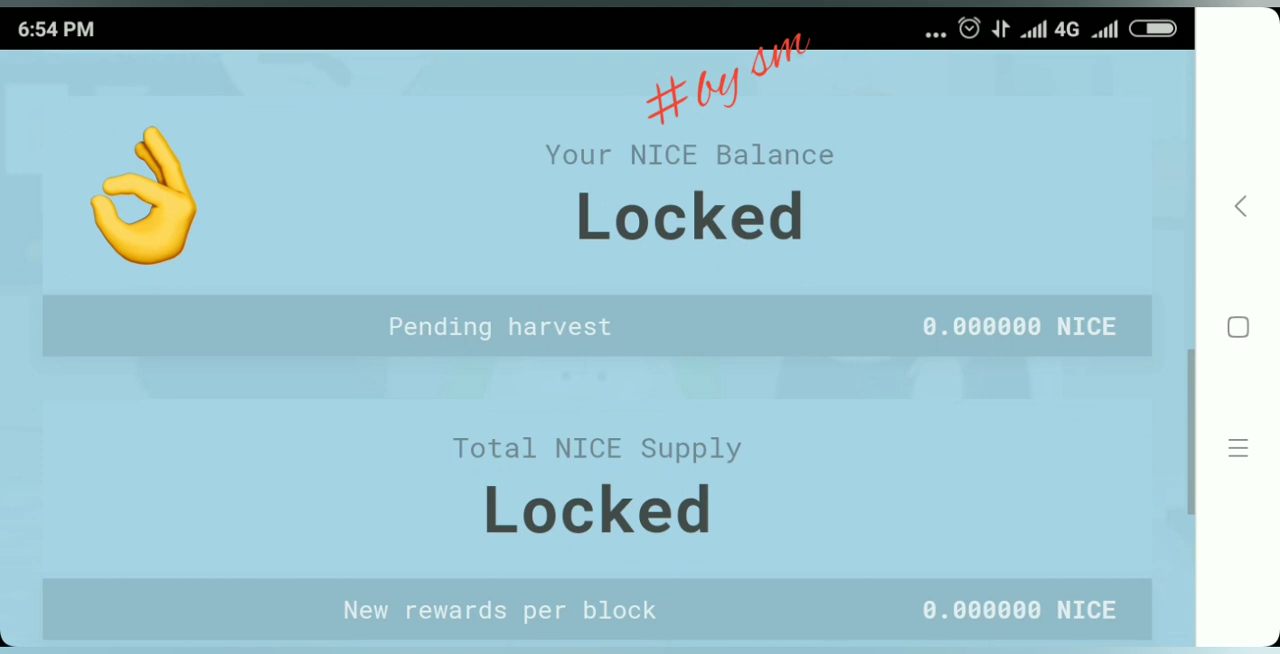 6:54 PM
4G
#by sm
Your NICE Balance
Locked
Pending harvest 0.000000 NICE
Total NICE Supply
Locked
New rewards per block 0.000000 NICE